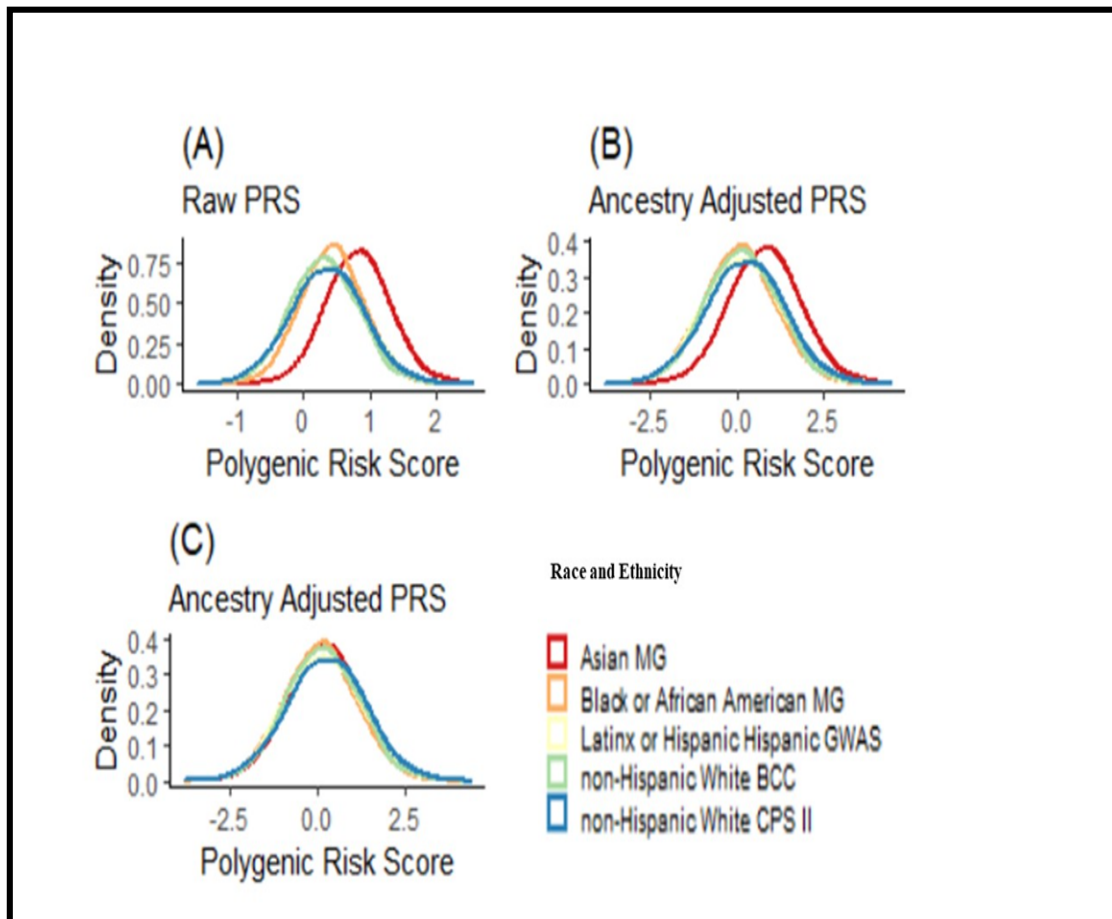 (A)
Raw PRS
Density
0.75
0.50
0.25
0.00
-1 0 1 2
Polygenic Risk Score
(B)
Ancestry Adjusted PRS
Density
0.4
0.3
0.2
0.1
0.0
-2.5 0.0 2.5
Polygenic Risk Score
(C)
Ancestry Adjusted PRS
Density
0.4
0.3
0.2
0.1
0.0
-2.5 0.0 2.5
Polygenic Risk Score
Race and Ethnicity
Asian MG
Black or African American MG
Latinx or Hispanic Hispanic GWAS
non-Hispanic White BCC
non-Hispanic White CPS II